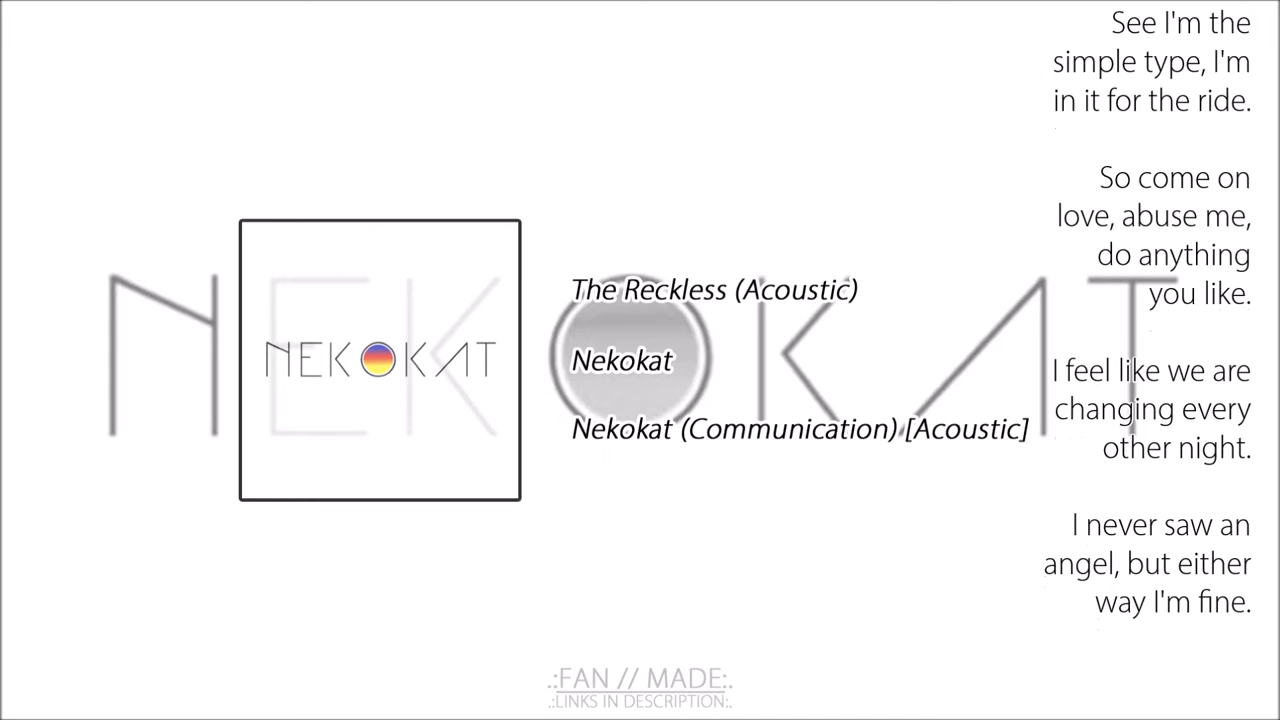 NEKOKAT
NEKOKAT
The Reckless (Acoustic)
Nekokat
Nekokat (Communication) [Acoustic]
See I'm the
simple type, I'm
in it for the ride.
So come on
love, abuse me,
do anything
you like.
I feel like we are
changing every
other night.
I never saw an
angel, but either
way I'm fine.
.:FAN // MADE:.
.:LINKS IN DESCRIPTION:.